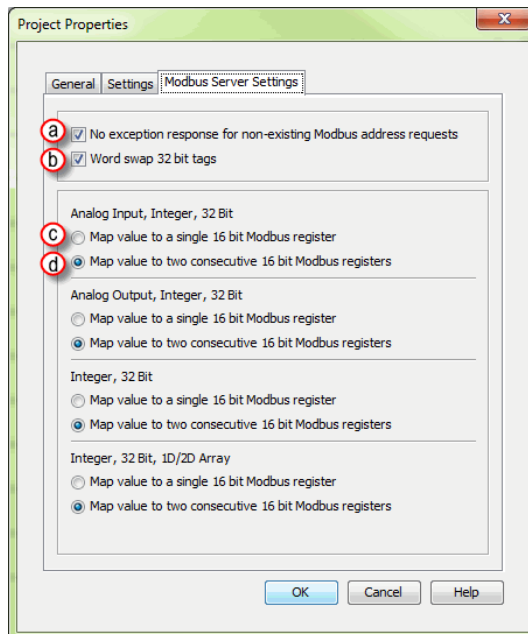 Project Properties
General Settings Modbus Server Settings
a No exception response for non-existing Modbus address requests
b Word swap 32 bit tags
Analog Input, Integer, 32 Bit
c Map value to a single 16 bit Modbus register
d Map value to two consecutive 16 bit Modbus registers
Analog Output, Integer, 32 Bit
Map value to a single 16 bit Modbus register
Map value to two consecutive 16 bit Modbus registers
Integer, 32 Bit
Map value to a single 16 bit Modbus register
Map value to two consecutive 16 bit Modbus registers
Integer, 32 Bit, 1D/2D Array
Map value to a single 16 bit Modbus register
Map value to two consecutive 16 bit Modbus registers
OK Cancel Help